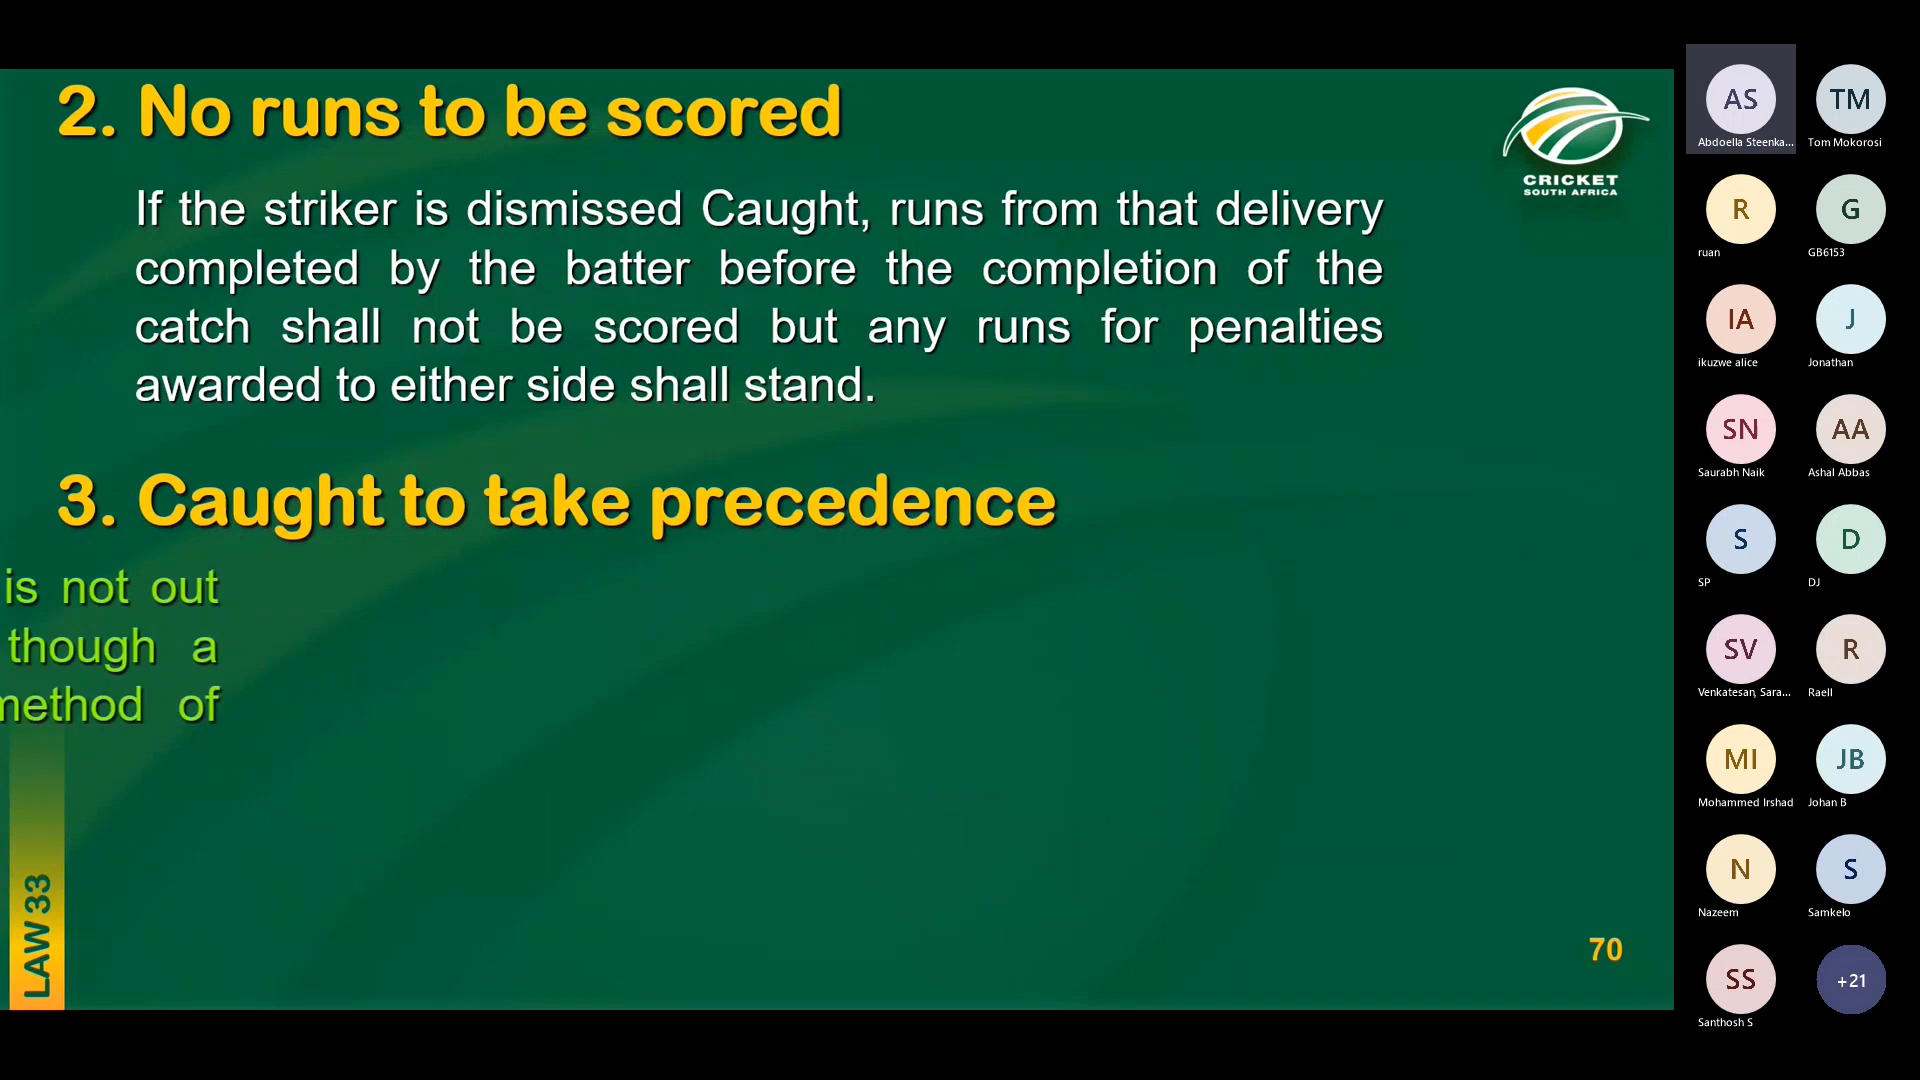 2. No runs to be scored
If the striker is dismissed Caught, runs from that delivery
completed by the batter before the completion of the
catch shall not be scored but any runs for penalties
awarded to either side shall stand.
3. Caught to take precedence
is not out
though a
method of
LAW 33
70
CRICKET
SOUTH AFRICA
AS
Abdoella Steenka...
TM
Tom Mokorosi
R
ruan
G
GB6153
IA
ikuzwe alice
J
Jonathan
SN
Saurabh Naik
AA
Ashal Abbas
S
SP
D
DJ
SV
Venkatesan, Sara...
R
Raell
MI
Mohammed Irshad
JB
Johan B
N
Nazeem
S
Samkelo
SS
Santhosh S
+21